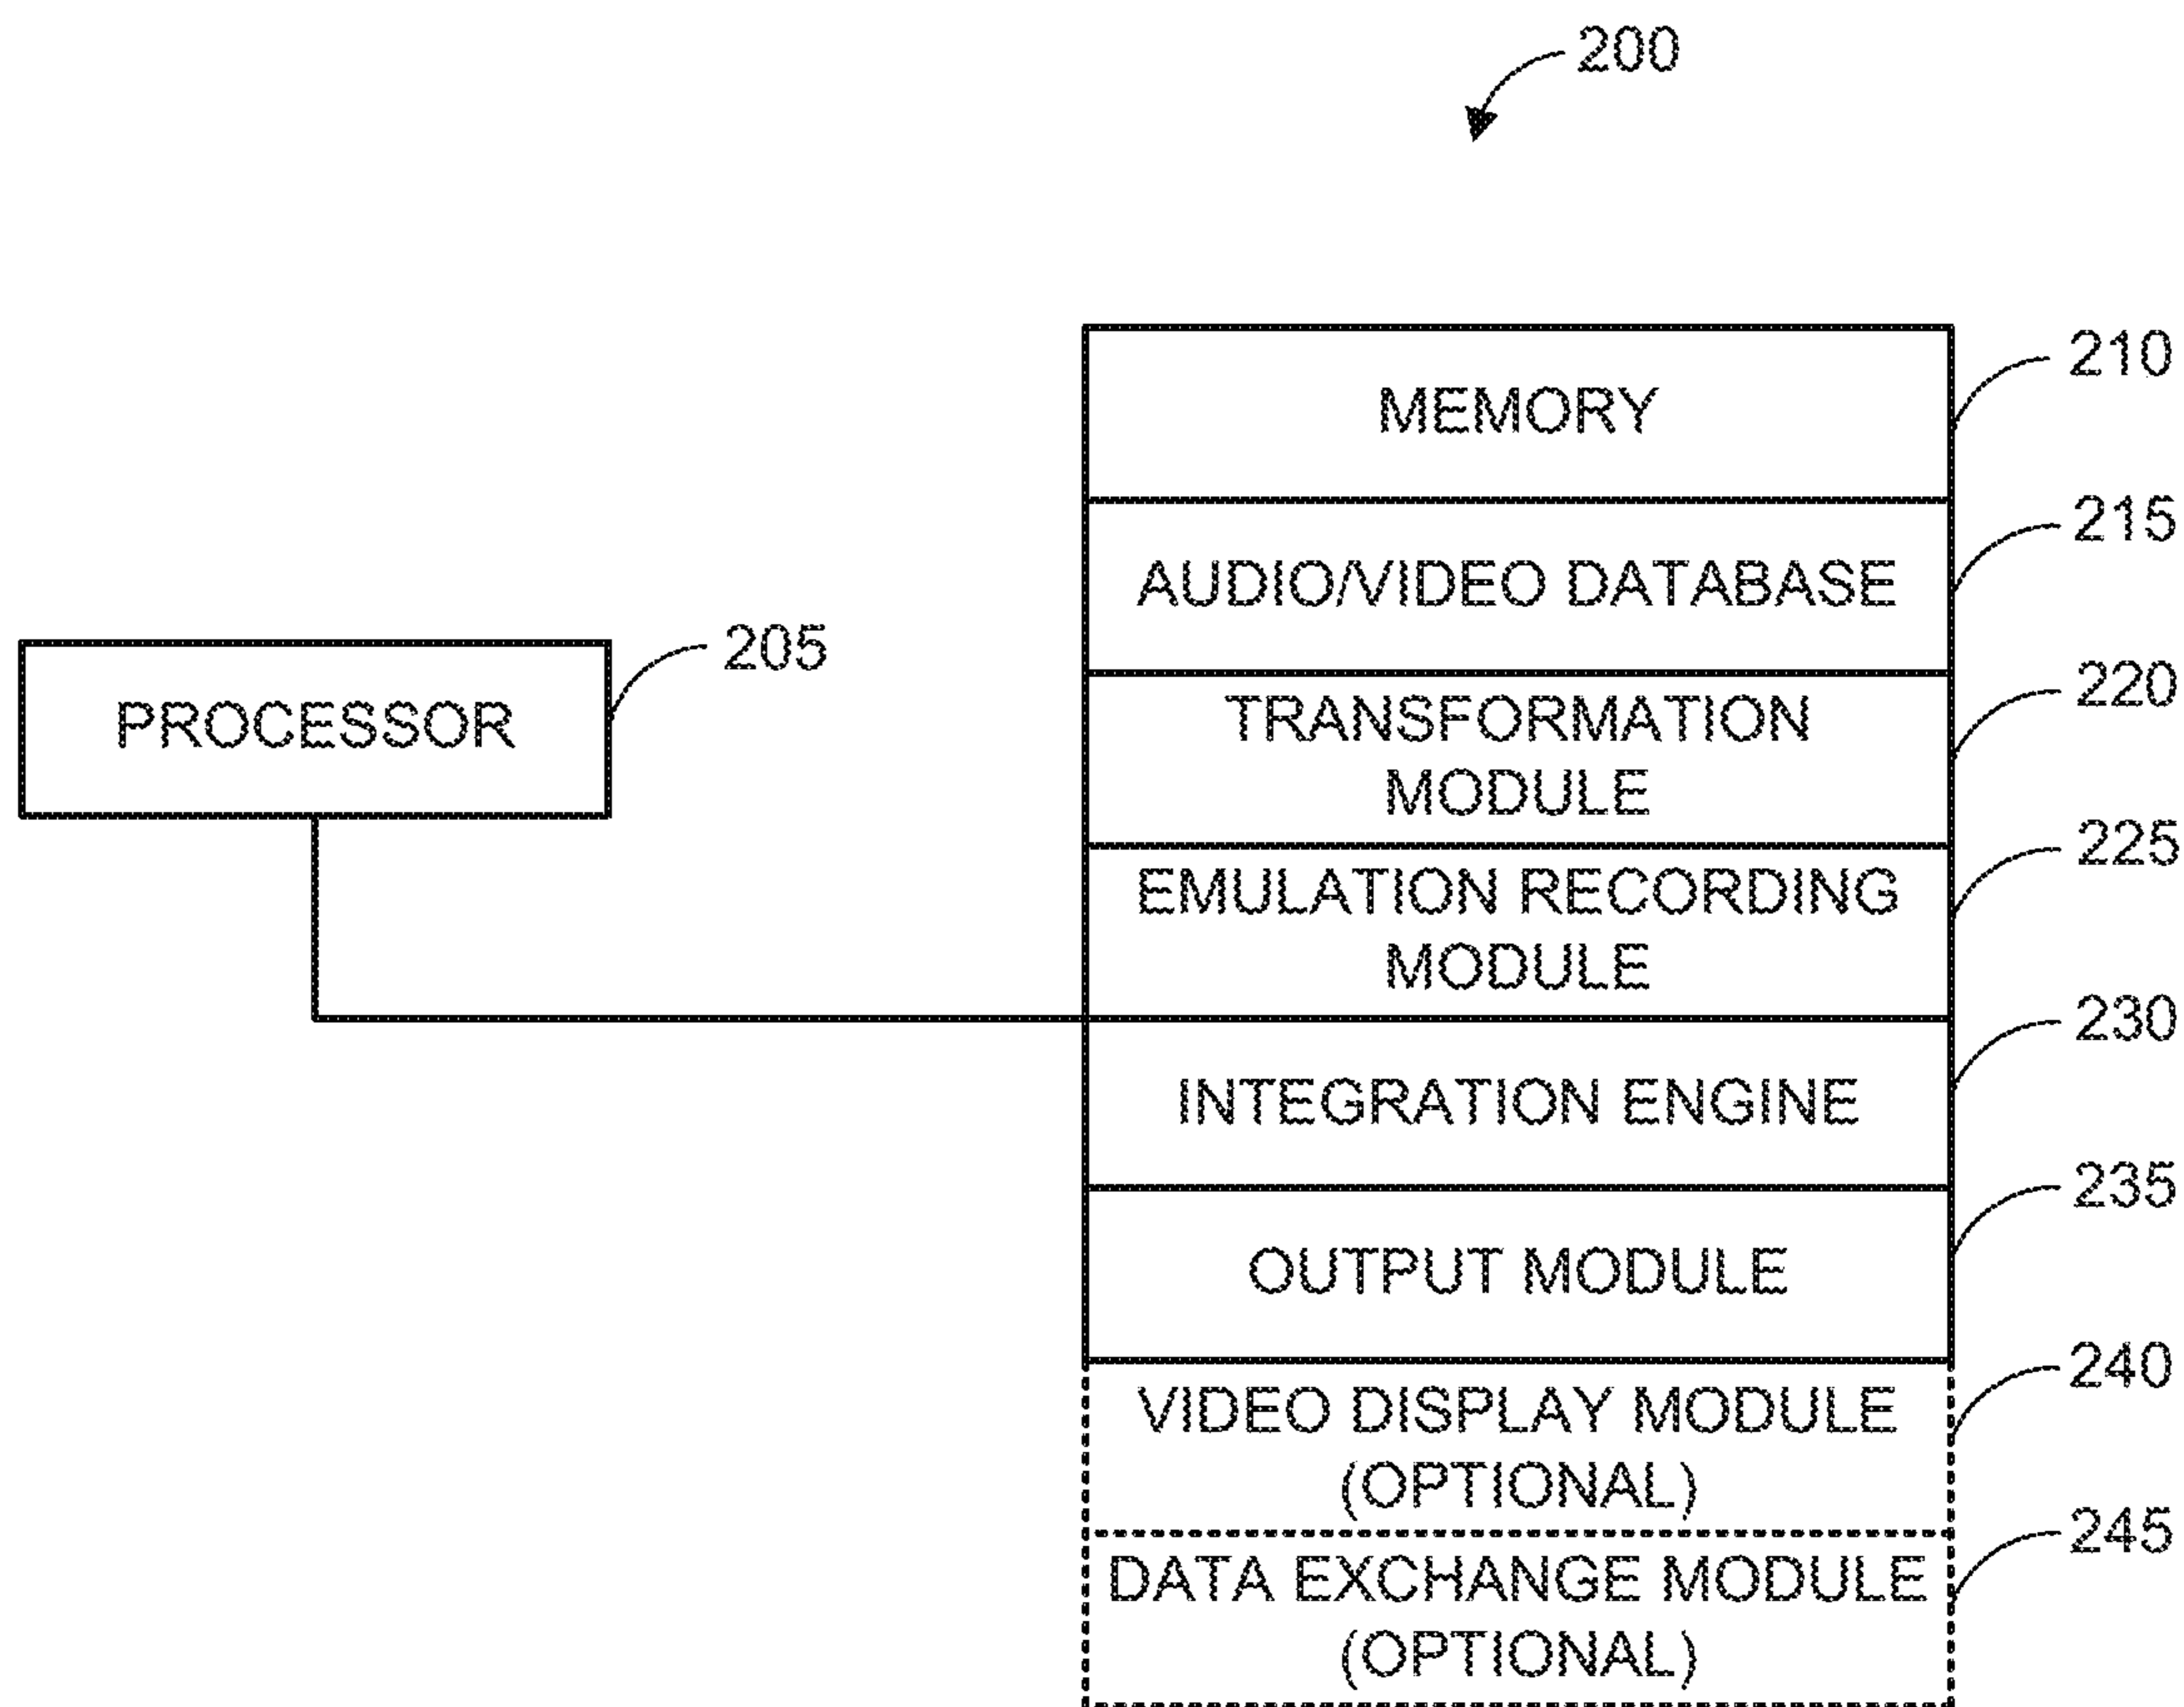 200
MEMORY
210
AUDIO/VIDEO DATABASE
215
PROCESSOR
205
TRANSFORMATION
MODULE
220
EMULATION RECORDING
MODULE
225
INTEGRATION ENGINE
230
OUTPUT MODULE
235
VIDEO DISPLAY MODULE
(OPTIONAL)
240
DATA EXCHANGE MODULE
(OPTIONAL)
245